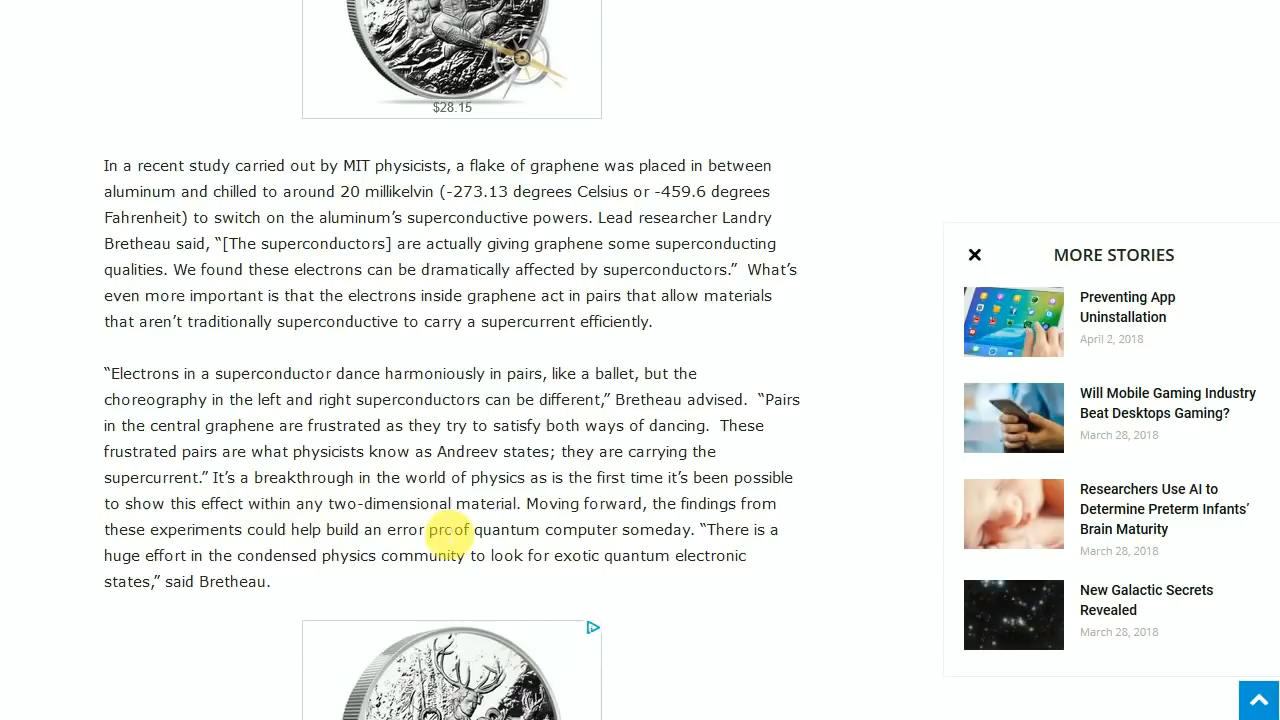 $28.15
In a recent study carried out by MIT physicists, a flake of graphene was placed in between
aluminum and chilled to around 20 millikelvin (-273.13 degrees Celsius or -459.6 degrees
Fahrenheit) to switch on the aluminum’s superconductive powers. Lead researcher Landry
Bretheau said, “[The superconductors] are actually giving graphene some superconducting
qualities. We found these electrons can be dramatically affected by superconductors.”  What’s
even more important is that the electrons inside graphene act in pairs that allow materials
that aren’t traditionally superconductive to carry a supercurrent efficiently.
“Electrons in a superconductor dance harmoniously in pairs, like a ballet, but the
choreography in the left and right superconductors can be different,” Bretheau advised.  “Pairs
in the central graphene are frustrated as they try to satisfy both ways of dancing.  These
frustrated pairs are what physicists know as Andreev states; they are carrying the
supercurrent.” It’s a breakthrough in the world of physics as is the first time it’s been possible
to show this effect within any two-dimensional material. Moving forward, the findings from
these experiments could help build an error proof quantum computer someday. “There is a
huge effort in the condensed physics community to look for exotic quantum electronic
states,” said Bretheau.
MORE STORIES
Preventing App
Uninstallation
April 2, 2018
Will Mobile Gaming Industry
Beat Desktops Gaming?
March 28, 2018
Researchers Use AI to
Determine Preterm Infants’
Brain Maturity
March 28, 2018
New Galactic Secrets
Revealed
March 28, 2018